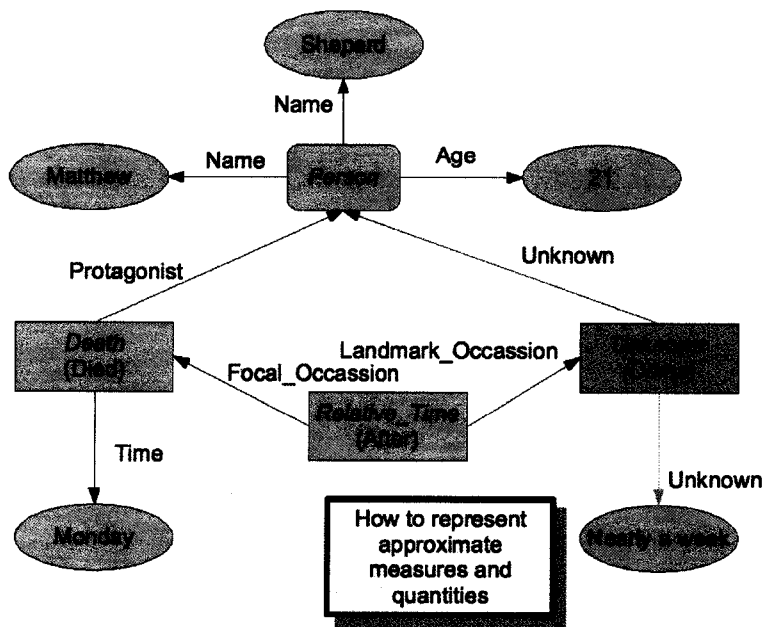 Shepard
Name
Name
Age
Matthew
Person
21
Protagonist
Unknown
Death
(Died)
Landmark_Occassion
Focal_Occassion
Relative_Time
(After)
Time
Unknown
Monday
How to represent
approximate
measures and
quantities
Nearly a week